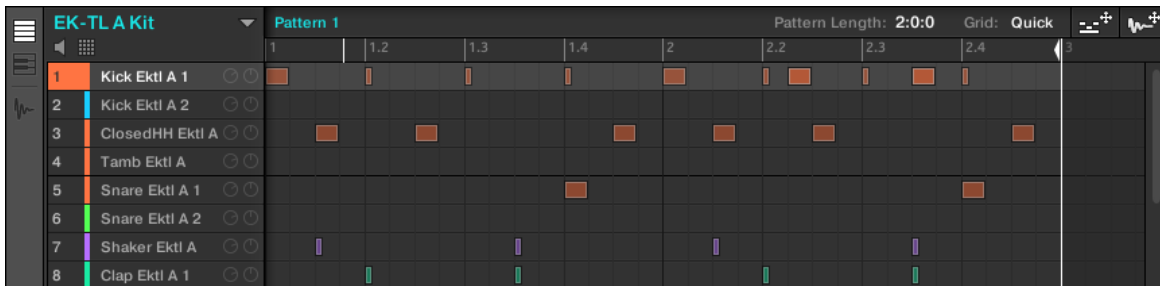 EK-TL A Kit Pattern 1 Pattern Length: 2:0:0 Grid: Quick
1 1.2 1.3 1.4 2 2.2 2.3 2.4 3
1 Kick Ektl A 1
2 Kick Ektl A 2
3 ClosedHH Ektl A
4 Tamb Ektl A
5 Snare Ektl A 1
6 Snare Ektl A 2
7 Shaker Ektl A
8 Clap Ektl A 1